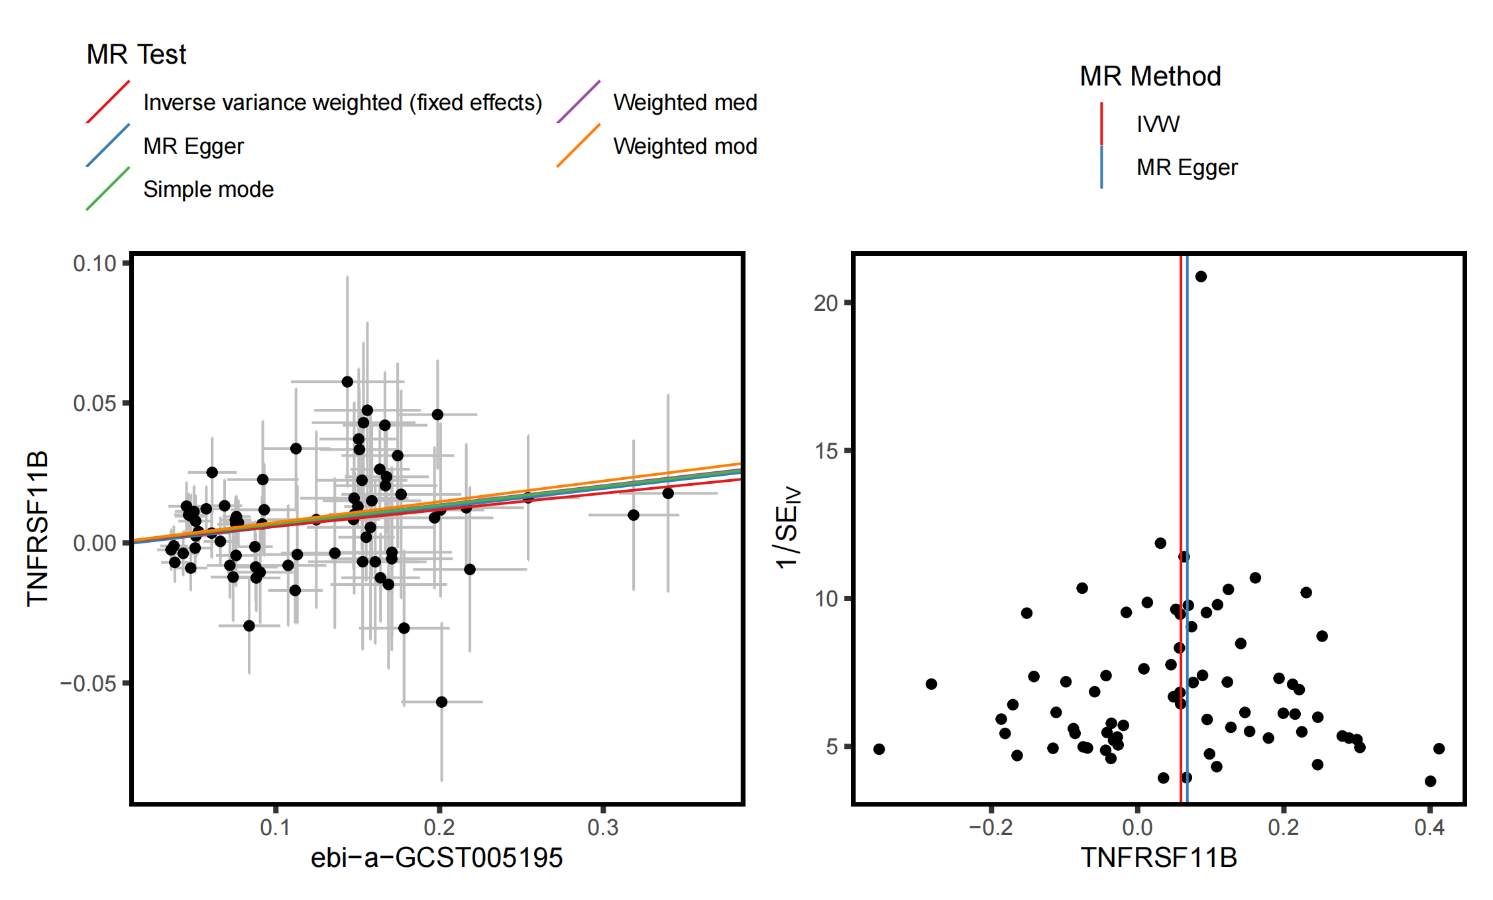 MR Test
Inverse variance weighted (fixed effects)
Weighted med
MR Egger
Weighted mod
Simple mode
0.10
0.05
0.00
−0.05
TNFRSF11B
0.1
0.2
0.3
ebi−a−GCST005195
MR Method
IVW
MR Egger
20
15
10
5
1/SEIV
−0.2
0.0
0.2
0.4
TNFRSF11B